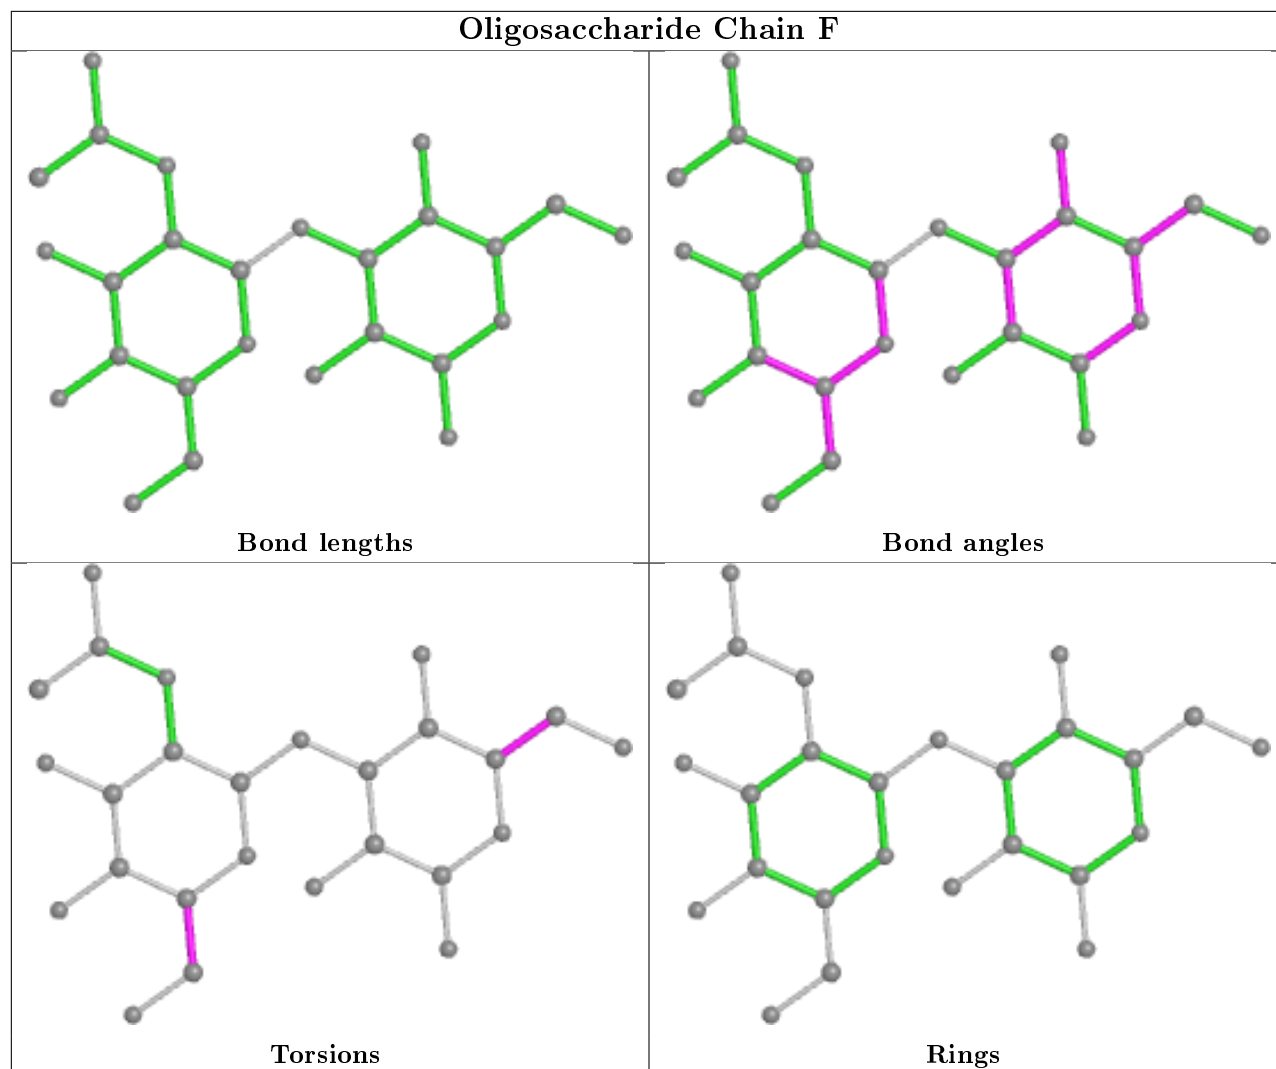 Oligosaccharide Chain F
Bond lengths
Bond angles
Torsions
Rings